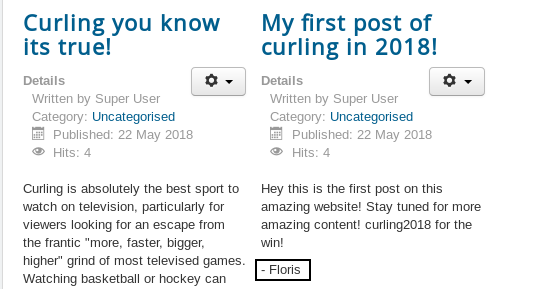 Curling you know
its true!
Details
Written by Super User
Category: Uncategorised
Published: 22 May 2018
Hits: 4
Curling is absolutely the best sport to
watch on television, particularly for
viewers looking for an escape from
the frantic "more, faster, bigger,
higher" grind of most televised games.
Watching basketball or hockey can
My first post of
curling in 2018!
Details
Written by Super User
Category: Uncategorised
Published: 22 May 2018
Hits: 4
Hey this is the first post on this
amazing website! Stay tuned for more
amazing content! curling2018 for the
win!
- Floris